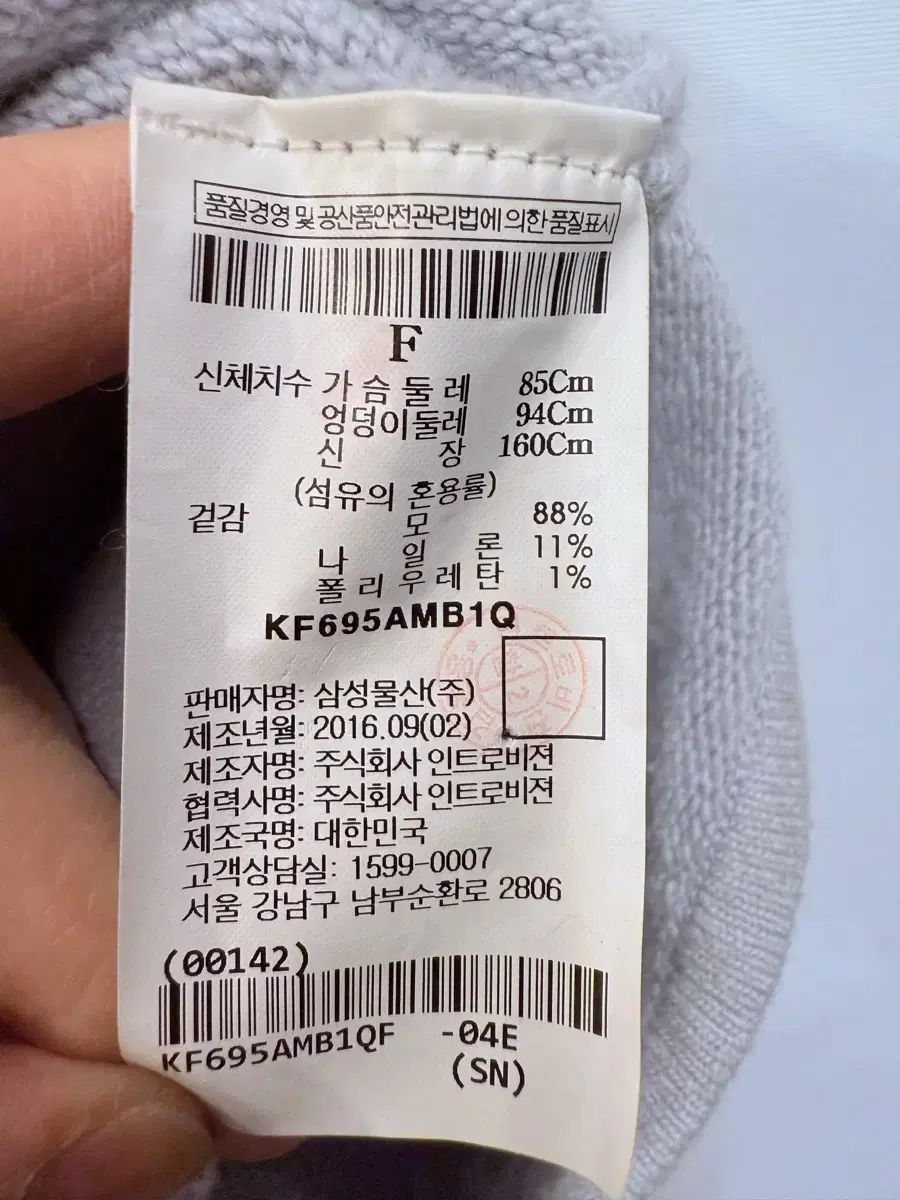 품질경영 및 공산품안전관리법에 의한 품질표시
F
신체치수 가슴둘레 85Cm
엉덩이둘레 94Cm
신장 160Cm
(섬유의 혼용률)
겉감 모 88%
나일론 11%
폴리우레탄 1%
KF695AMB1Q
판매자명: 삼성물산(주)
제조년월: 2016.09(02)
제조자명: 주식회사 인트로비젼
협력사명: 주식회사 인트로비젼
제조국명: 대한민국
고객상담실: 1599-0007
서울 강남구 남부순환로 2806
(00142)
KF695AMB1QF -04E
(SN)